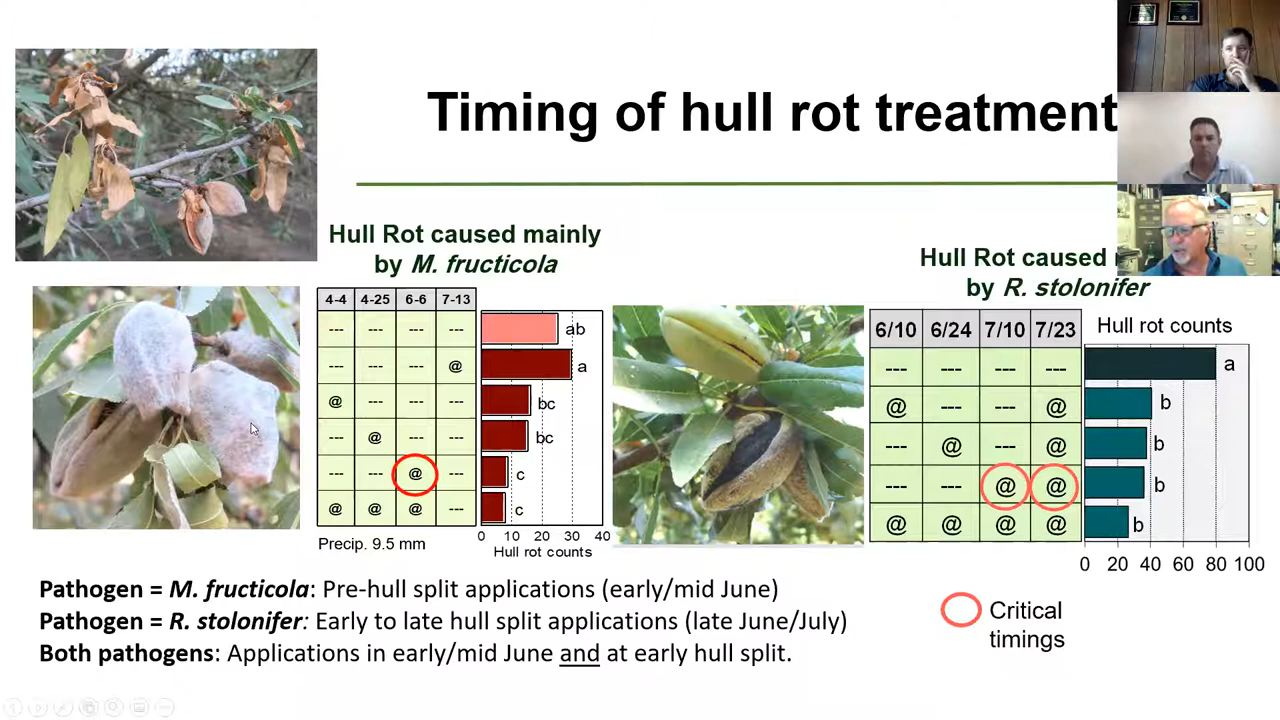 Timing of hull rot treatment
Hull Rot caused mainly
by M. fructicola
4-4 4-25 6-6 7-13
--- --- --- --- ab
--- --- --- @ a
@ --- --- --- bc
--- @ --- --- bc
--- --- @ --- c
@ @ @ --- c
0 10 20 30 40
Precip. 9.5 mm
Hull rot counts
Hull Rot caused
by R. stolonifer
6/10 6/24 7/10 7/23 Hull rot counts
--- --- --- --- a
@ --- --- @ b
--- @ --- @ b
--- --- @ @ b
@ @ @ @ b
0 20 40 60 80 100
Critical
timings
Pathogen = M. fructicola: Pre-hull split applications (early/mid June)
Pathogen = R. stolonifer: Early to late hull split applications (late June/July)
Both pathogens: Applications in early/mid June and at early hull split.